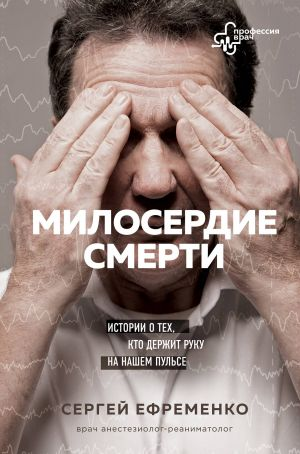 профессия
врач
МИЛОСЕРДИЕ
СМЕРТИ
ИСТОРИИ О ТЕХ,
КТО ДЕРЖИТ РУКУ
НА НАШЕМ ПУЛЬСЕ
СЕРГЕЙ ЕФРЕМЕНКО
врач анестезиолог-реаниматолог